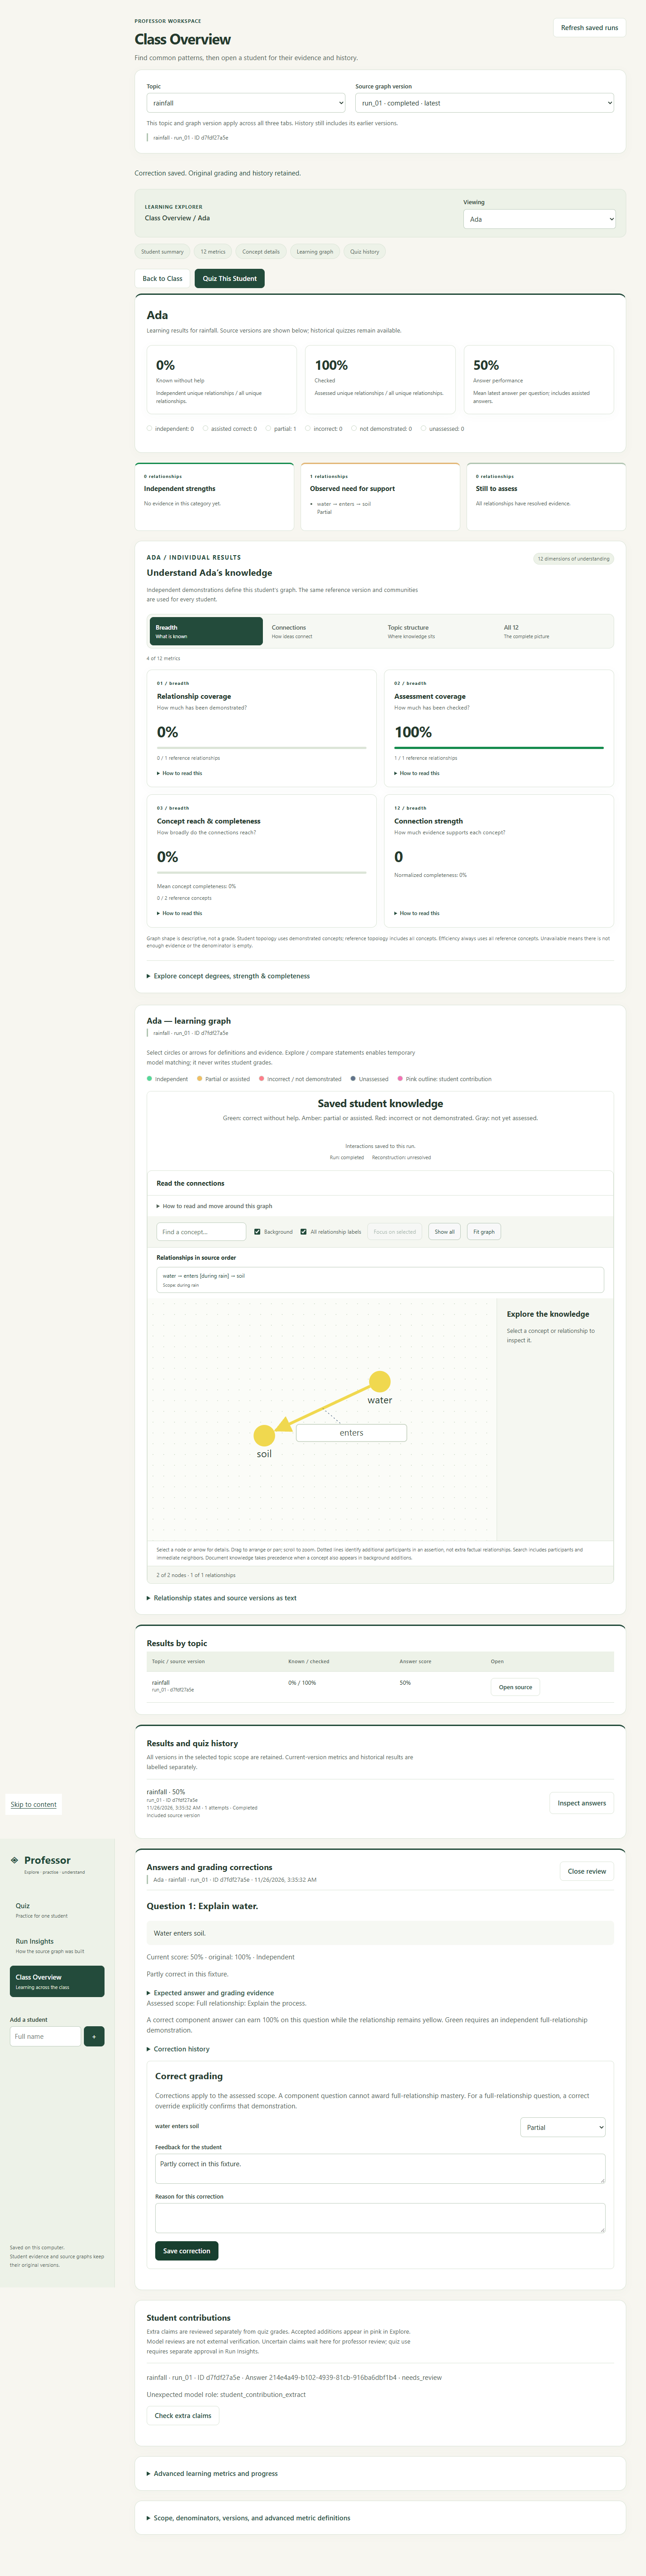 PROFESSOR WORKSPACE
Class Overview
Find common patterns, then open a student for their evidence and history.
Refresh saved runs
Topic
rainfall
Source graph version
run_01 · completed · latest
This topic and graph version apply across all three tabs. History still includes its earlier versions.
rainfall · run_01 · ID d7fdf27a5e
Correction saved. Original grading and history retained.
LEARNING EXPLORER
Class Overview / Ada
Viewing
Ada
Student summary
12 metrics
Concept details
Learning graph
Quiz history
Back to Class
Quiz This Student
Ada
Learning results for rainfall. Source versions are shown below; historical quizzes remain available.
0%
Known without help
Independent unique relationships / all unique
relationships.
100%
Checked
Assessed unique relationships / all unique relationships.
50%
Answer performance
Mean latest answer per question; includes assisted
answers.
independent: 0
assisted correct: 0
partial: 1
incorrect: 0
not demonstrated: 0
unassessed: 0
0 relationships
Independent strengths
No evidence in this category yet.
1 relationships
Observed need for support
water → enters → soil
Partial
0 relationships
Still to assess
All relationships have resolved evidence.
ADA / INDIVIDUAL RESULTS
Understand Ada's knowledge
12 dimensions of understanding
Independent demonstrations define this student's graph. The same reference version and communities
are used for every student.
Breadth
What is known
Connections
How ideas connect
Topic structure
Where knowledge sits
All 12
The complete picture
4 of 12 metrics
01 / breadth
Relationship coverage
How much has been demonstrated?
0%
0 / 1 reference relationships
How to read this
02 / breadth
Assessment coverage
How much has been checked?
100%
1 / 1 reference relationships
How to read this
03 / breadth
Concept reach & completeness
How broadly do the connections reach?
0%
Mean concept completeness: 0%
0 / 2 reference concepts
How to read this
12 / breadth
Connection strength
How much evidence supports each concept?
0
Normalized completeness: 0%
How to read this
Graph shape is descriptive, not a grade. Student topology uses demonstrated concepts; reference topology includes all concepts. Efficiency always uses all reference concepts. Unavailable means there is not
enough evidence or the denominator is empty.
Explore concept degrees, strength & completeness
Ada — learning graph
rainfall · run_01 · ID d7fdf27a5e
Select circles or arrows for definitions and evidence. Explore / compare statements enables temporary
model matching; it never writes student grades.
Independent
Partial or assisted
Incorrect / not demonstrated
Unassessed
Pink outline: student contribution
Saved student knowledge
Green: correct without help. Amber: partial or assisted. Red: incorrect or not demonstrated. Gray: not yet assessed.
Interactions saved to this run.
Run: completed
Reconstruction: unresolved
Read the connections
How to read and move around this graph
Find a concept...
Background
All relationship labels
Focus on selected
Show all
Fit graph
Relationships in source order
water → enters [during rain] → soil
Scope: during rain
Explore the knowledge
Select a concept or relationship to
inspect it.
water
enters
soil
Select a node or arrow for details. Drag to arrange or pan; scroll to zoom. Dotted lines identify additional participants in an assertion, not extra factual relationships. Search includes participants and
immediate neighbors. Document knowledge takes precedence when a concept also appears in background additions.
2 of 2 nodes · 1 of 1 relationships
Relationship states and source versions as text
Results by topic
Topic / source version
Known / checked
Answer score
Open
rainfall
run_01 · d7fdf27a5e
0% / 100%
50%
Open source
Results and quiz history
All versions in the selected topic scope are retained. Current-version metrics and historical results are
labelled separately.
rainfall · 50%
run_01 · ID d7fdf27a5e
11/26/2026, 3:35:32 AM · 1 attempts · Completed
Included source version
Inspect answers
Skip to content
Professor
Explore · practise · understand
Quiz
Practice for one student
Run Insights
How the source graph was built
Class Overview
Learning across the class
Add a student
Full name
+
Saved on this computer.
Student evidence and source graphs keep
their original versions.
Answers and grading corrections
Ada · rainfall · run_01 · ID d7fdf27a5e · 11/26/2026, 3:35:32 AM
Close review
Question 1: Explain water.
Water enters soil.
Current score: 50% · original: 100% · Independent
Partly correct in this fixture.
Expected answer and grading evidence
Assessed scope: Full relationship: Explain the process.
A correct component answer can earn 100% on this question while the relationship remains yellow. Green requires an independent full-relationship
demonstration.
Correction history
Correct grading
Corrections apply to the assessed scope. A component question cannot award full-relationship mastery. For a full-relationship question, a correct
override explicitly confirms that demonstration.
water enters soil
Partial
Feedback for the student
Partly correct in this fixture.
Reason for this correction
Save correction
Student contributions
Extra claims are reviewed separately from quiz grades. Accepted additions appear in pink in Explore.
Model reviews are not external verification. Uncertain claims wait here for professor review; quiz use
requires separate approval in Run Insights.
rainfall · run_01 · ID d7fdf27a5e · Answer 214e4a49-b102-4939-81cb-916ba6dbf1b4 · needs_review
Unexpected model role: student_contribution_extract
Check extra claims
Advanced learning metrics and progress
Scope, denominators, versions, and advanced metric definitions